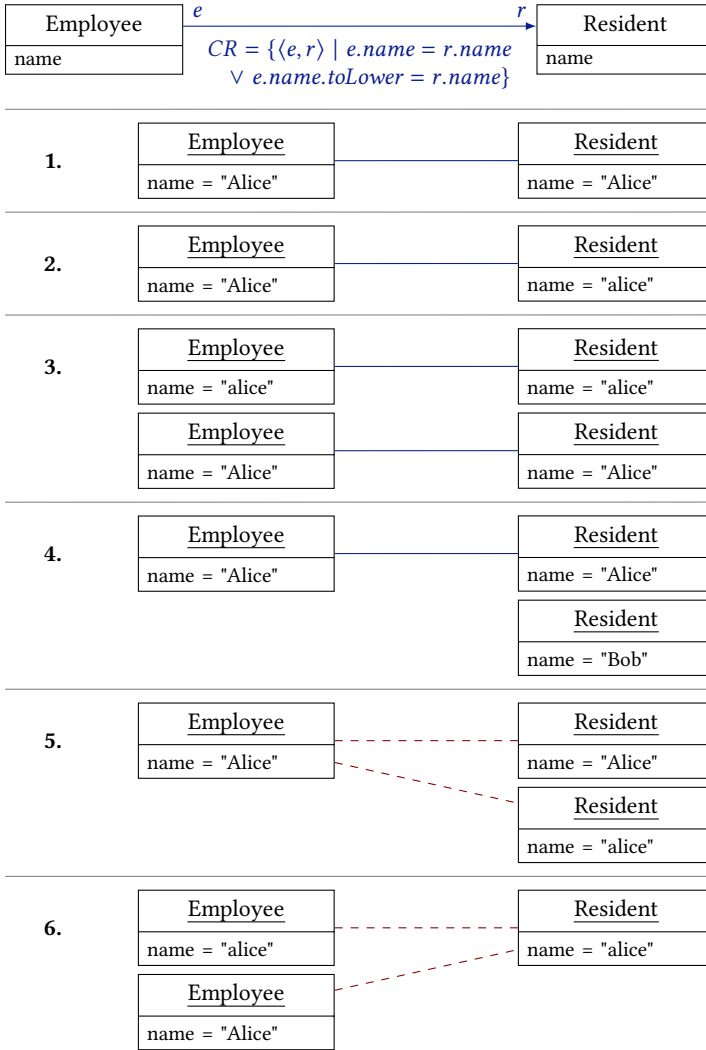 Employee e r Resident
name CR = {⟨e, r⟩ | e.name = r.name name
∨ e.name.toLower = r.name}
1. Employee Resident
name = "Alice" name = "Alice"
2. Employee Resident
name = "Alice" name = "alice"
3. Employee Resident
name = "alice" name = "alice"
Employee Resident
name = "Alice" name = "Alice"
4. Employee Resident
name = "Alice" name = "Alice"
Resident
name = "Bob"
5. Employee Resident
name = "Alice" name = "Alice"
Resident
name = "alice"
6. Employee Resident
name = "alice" name = "alice"
Employee
name = "Alice"